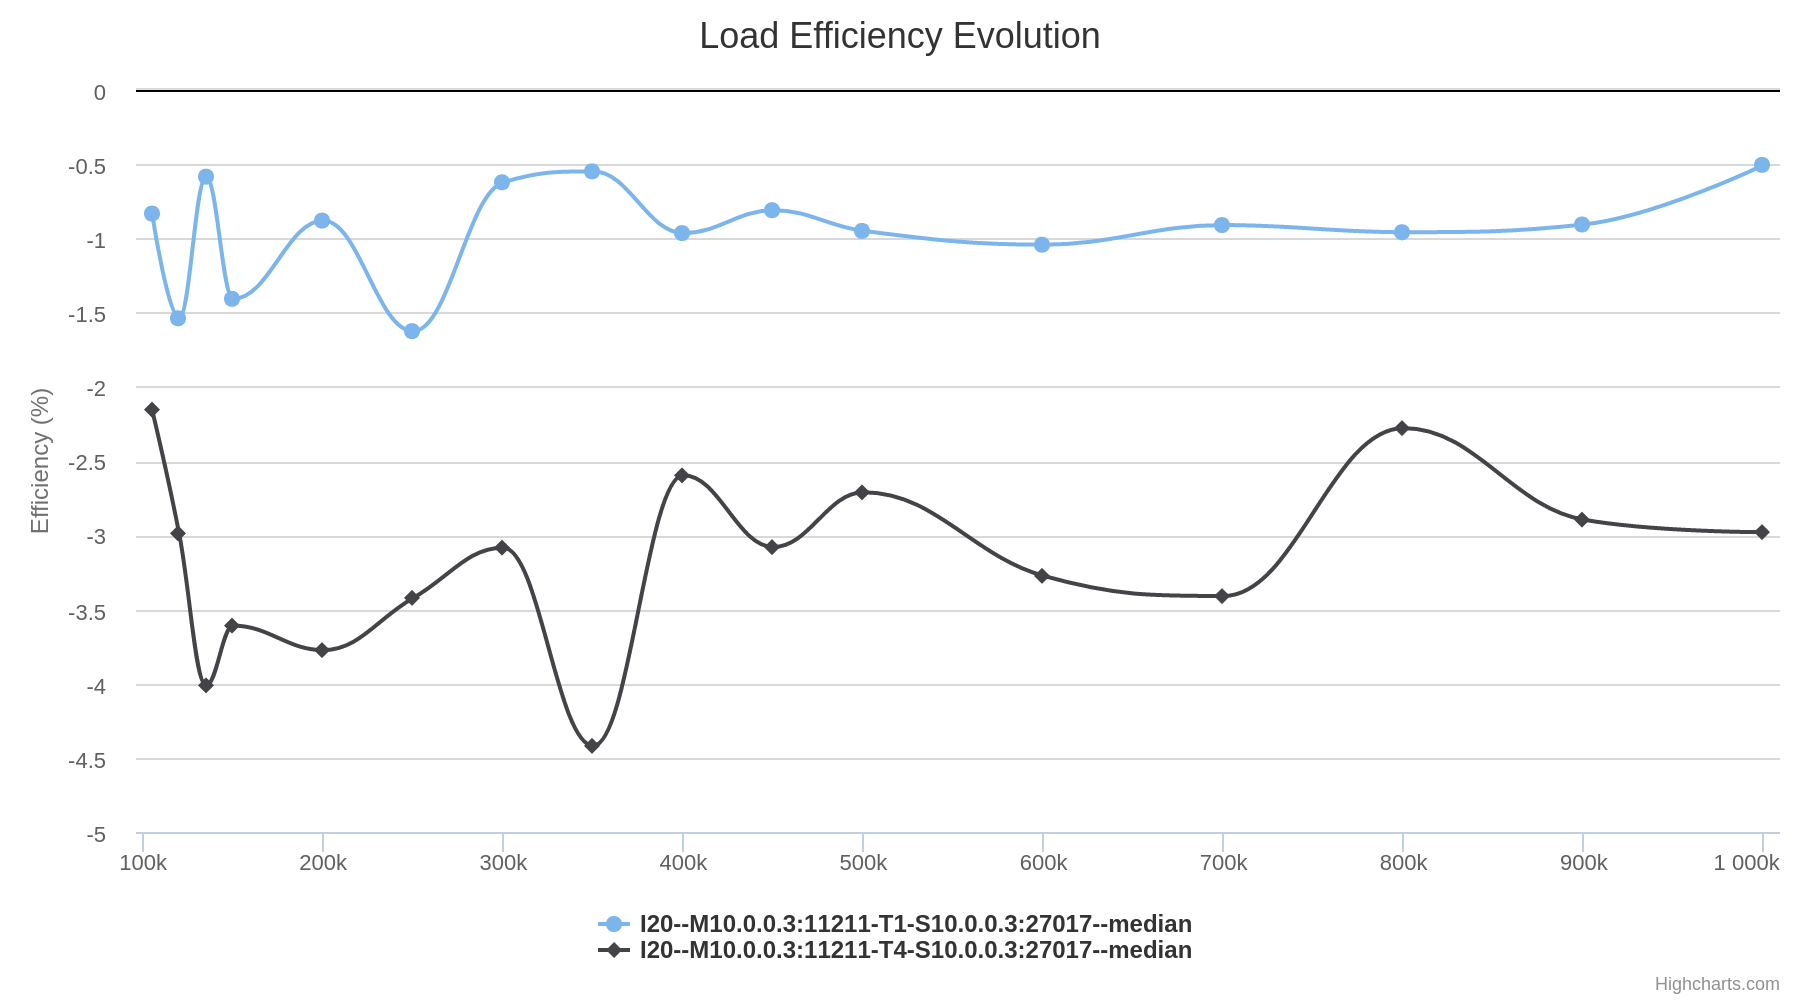 Load Efficiency Evolution
0
-0.5
-1
-1.5
-2
-2.5
-3
-3.5
-4
-4.5
-5
Efficiency (%)
100k 200k 300k 400k 500k 600k 700k 800k 900k 1 000k
I20--M10.0.0.3:11211-T1-S10.0.0.3:27017--median
I20--M10.0.0.3:11211-T4-S10.0.0.3:27017--median
Highcharts.com